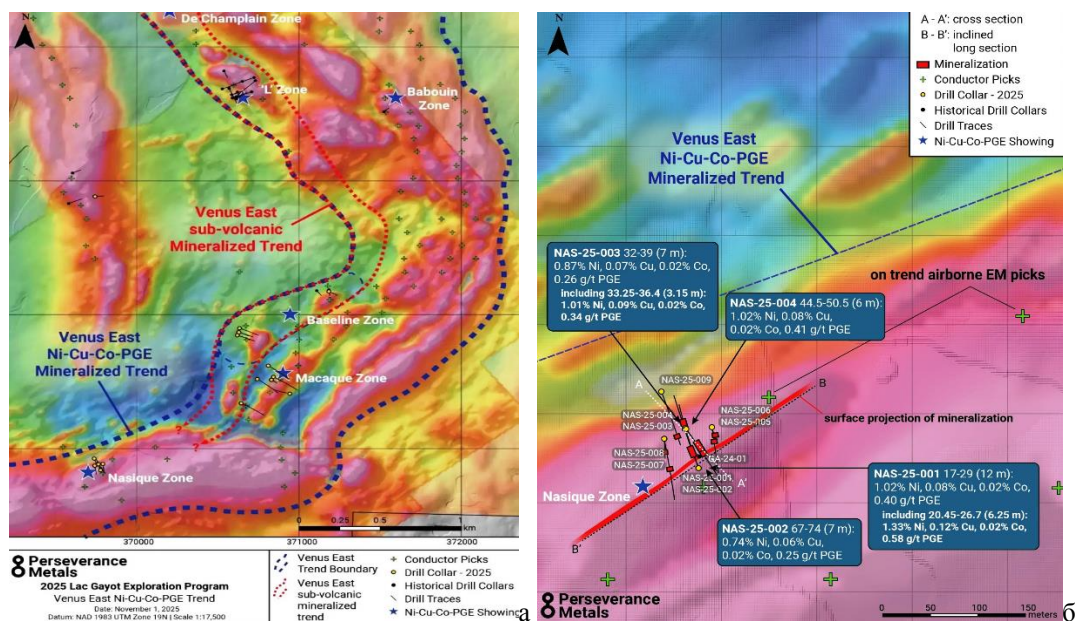 N
De Champlain Zone
'L' Zone
Babouin
Zone
Venus East
sub-volcanic
Mineralized Trend
Baseline Zone
Venus East
Ni-Cu-Co-PGE
Mineralized Trend
Macaque Zone
?
?
Nasique Zone
0 0.25 0.5 1
km
370000 371000 372000
Perseverance
Metals
2025 Lac Gayot Exploration Program
Venus East Ni-Cu-Co-PGE Trend
Date: November 1, 2025
Datum: NAD 1983 UTM Zone 19N | Scale 1:17,500
Venus East
Trend Boundary
Venus East
sub-volcanic
mineralized
trend
Conductor Picks
Drill Collar - 2025
Historical Drill Collars
Drill Traces
Ni-Cu-Co-PGE Showing
а
N
A - A': cross section
B - B': inclined
long section
Mineralization
Conductor Picks
Drill Collar - 2025
Historical Drill Collars
Drill Traces
Ni-Cu-Co-PGE Showing
Venus East
Ni-Cu-Co-PGE
Mineralized Trend
NAS-25-003 32-39 (7 m):
0.87% Ni, 0.07% Cu, 0.02% Co,
0.26 g/t PGE
including 33.25-36.4 (3.15 m):
1.01% Ni, 0.09% Cu, 0.02% Co,
0.34 g/t PGE
on trend airborne EM picks
NAS-25-004 44.5-50.5 (6 m):
1.02% Ni, 0.08% Cu,
0.02% Co, 0.41 g/t PGE
A
NAS-25-009
B
NAS-25-004
NAS-25-003
NAS-25-006
NAS-25-005
surface projection of mineralization
NAS-25-008
NAS-25-007
GA-24-01
NAS-25-001
NAS-25-002
A'
Nasique Zone
NAS-25-001 17-29 (12 m):
1.02% Ni, 0.08% Cu, 0.02% Co,
0.40 g/t PGE
including 20.45-26.7 (6.25 m):
1.33% Ni, 0.12% Cu, 0.02% Co,
0.58 g/t PGE
B'
NAS-25-002 67-74 (7 m):
0.74% Ni, 0.06% Cu,
0.02% Co, 0.25 g/t PGE
Perseverance
Metals
0 50 100 150
meters
б